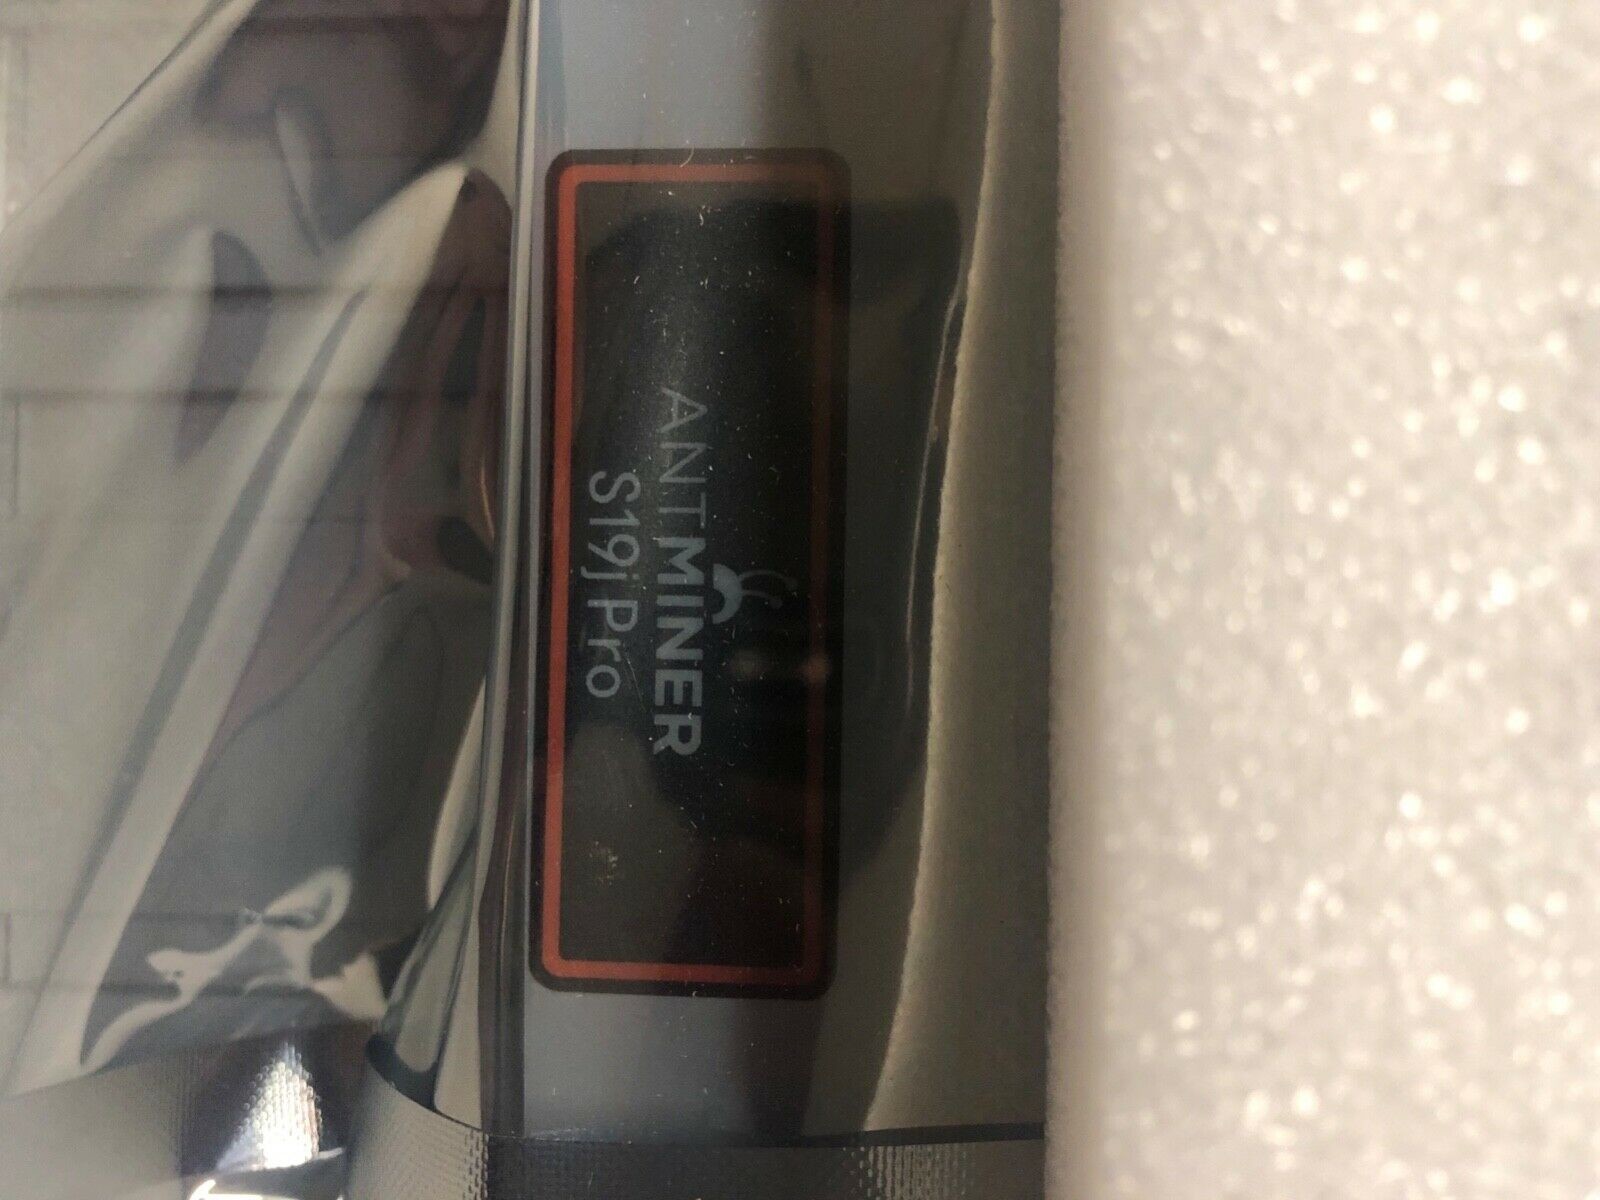 ANTMINER
S19j Pro